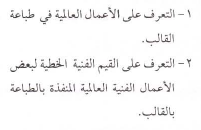 ١- التعرف على الأعمال العالمية في طباعة
القالب.
٢- التعرف على القيم الفنية الخطية لبعض
الأعمال الفنية العالمية المنفذة بالطباعة
بالقالب.